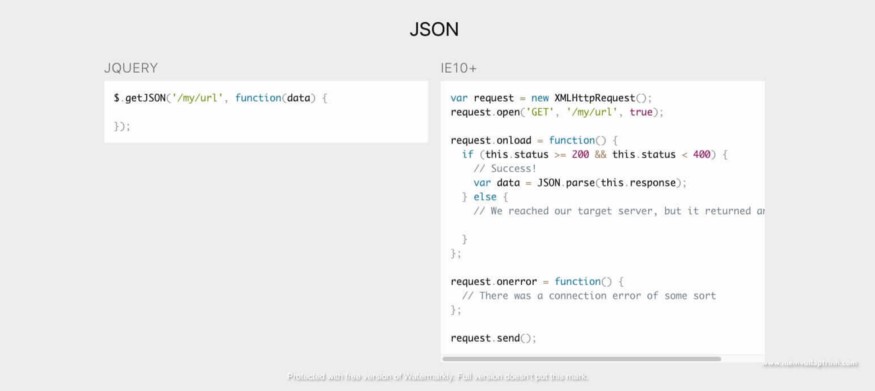 JSON
JQUERY
$.getJSON('/my/url', function(data) {
});
IE10+
var request = new XMLHttpRequest();
request.open('GET', '/my/url', true);
request.onload = function() {
if (this.status >= 200 && this.status < 400) {
// Success!
var data = JSON.parse(this.response);
} else {
// We reached our target server, but it returned an
}
};
request.onerror = function() {
// There was a connection error of some sort
};
request.send();
Protected with free version of Watermarkly. Full version doesn't put this mark.